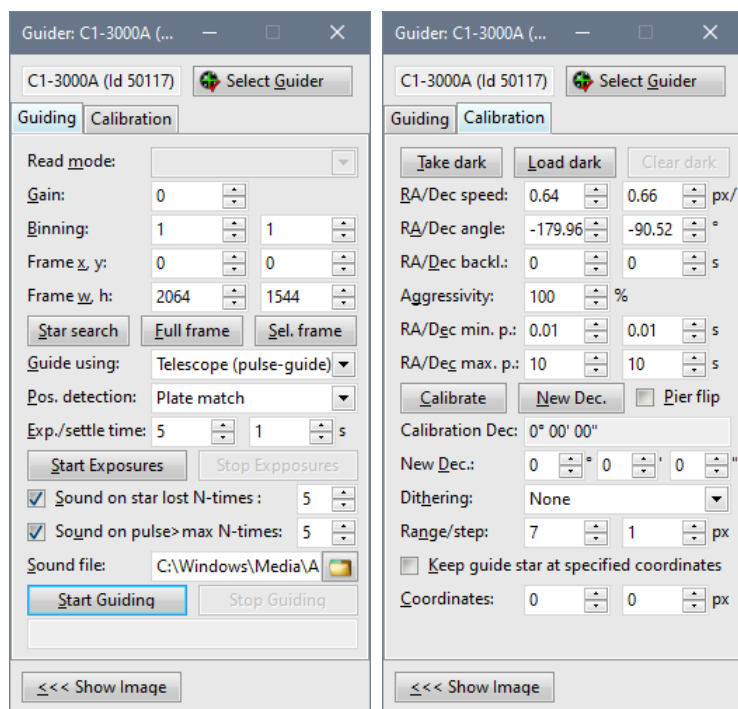 Guider: C1-3000A (...
C1-3000A (Id 50117) Select Guider
Guiding Calibration
Read mode:
Gain: 0
Binning: 1 1
Frame x, y: 0 0
Frame w, h: 2064 1544
Star search Full frame Sel. frame
Guide using: Telescope (pulse-guide)
Pos. detection: Plate match
Exp./settle time: 5 1 s
Start Exposures Stop Expposures
Sound on star lost N-times : 5
Sound on pulse>max N-times: 5
Sound file: C:\Windows\Media\A
Start Guiding Stop Guiding
<<< Show Image
Guider: C1-3000A (...
C1-3000A (Id 50117) Select Guider
Guiding Calibration
Take dark Load dark Clear dark
RA/Dec speed: 0.64 0.66 px/
RA/Dec angle: -179.96 -90.52 °
RA/Dec backl.: 0 0 s
Aggressivity: 100 %
RA/Dec min. p.: 0.01 0.01 s
RA/Dec max. p.: 10 10 s
Calibrate New Dec. Pier flip
Calibration Dec: 0° 00' 00"
New Dec.: 0 ° 0 ' 0 "
Dithering: None
Range/step: 7 1 px
Keep guide star at specified coordinates
Coordinates: 0 0 px
<<< Show Image